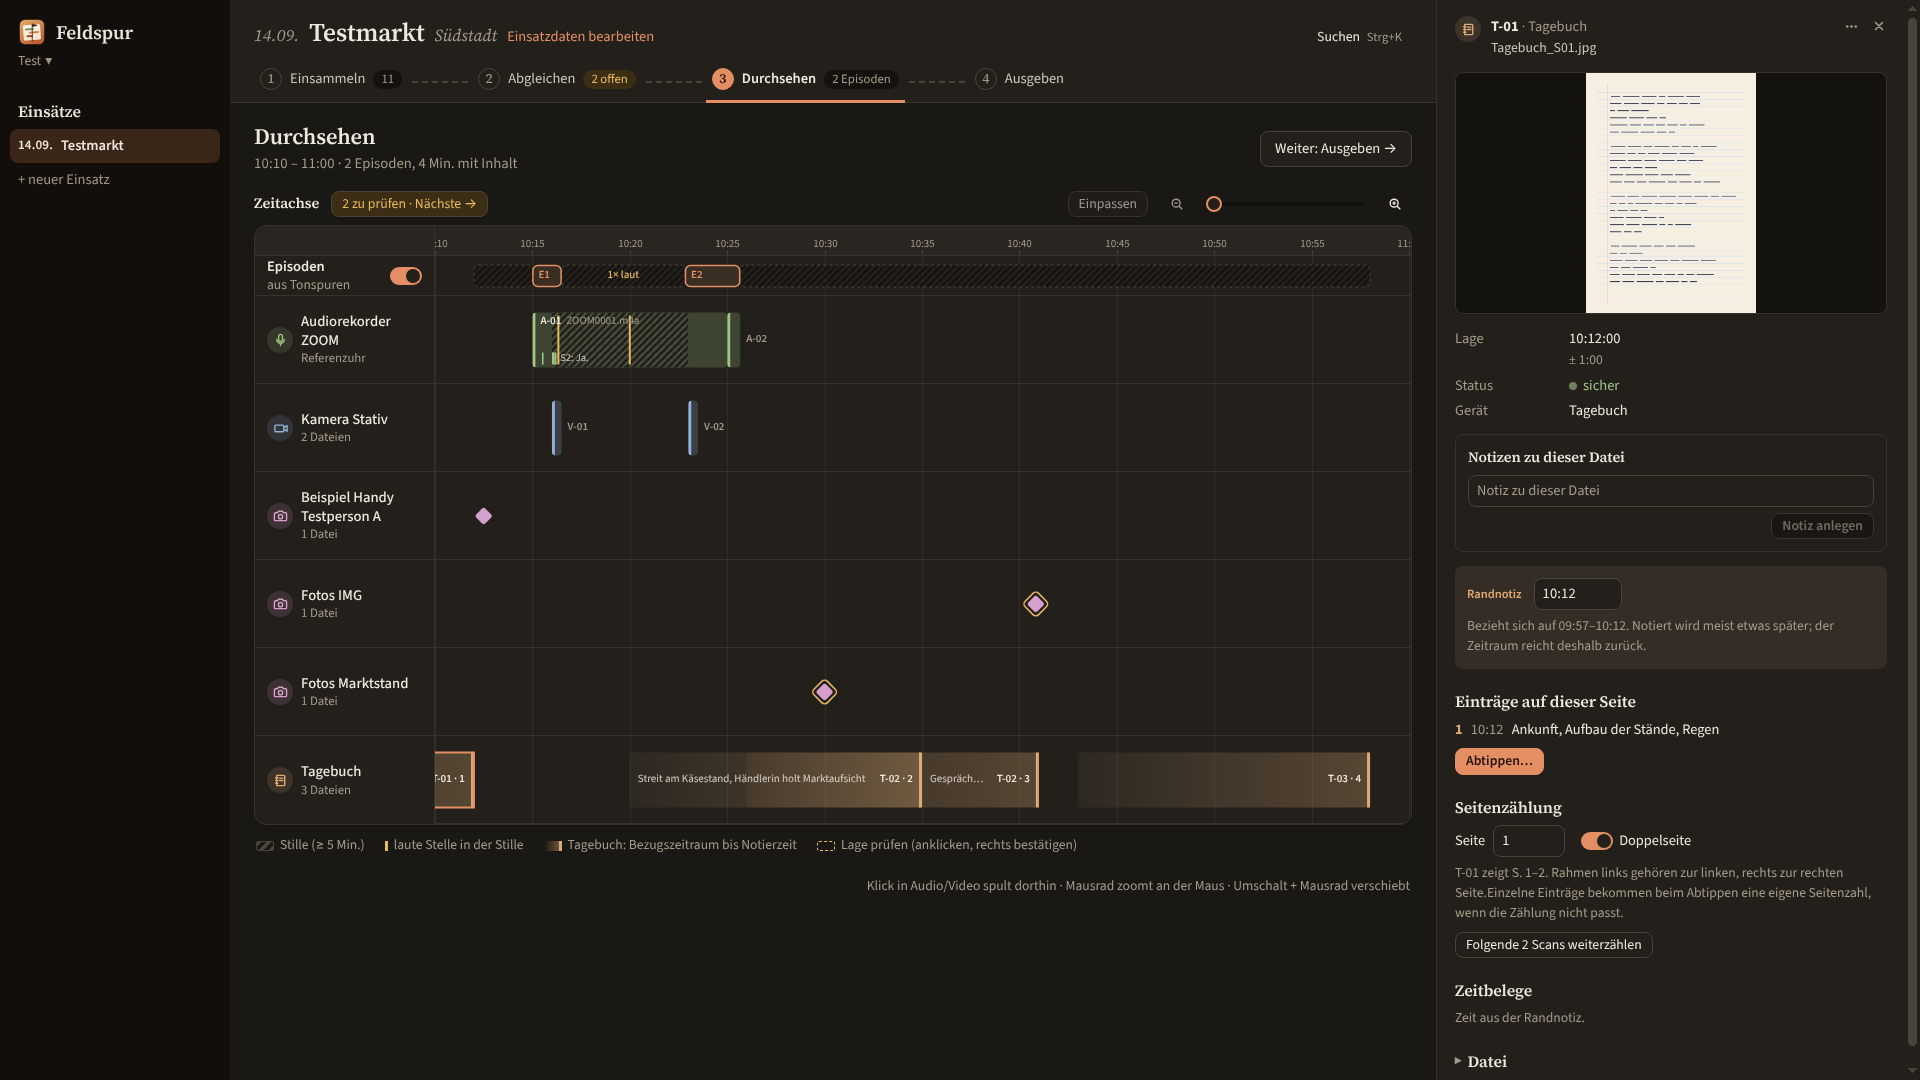 Feldspur
Test ▾
Einsätze
14.09. Testmarkt
+ neuer Einsatz
14.09. Testmarkt Südstadt Einsatzdaten bearbeiten
Suchen Strg+K
1 Einsammeln 11
2 Abgleichen 2 offen
3 Durchsehen 2 Episoden
4 Ausgeben
Durchsehen
10:10 – 11:00 · 2 Episoden, 4 Min. mit Inhalt
Weiter: Ausgeben →
Zeitachse 2 zu prüfen · Nächste →
Einpassen
:10 10:15 10:20 10:25 10:30 10:35 10:40 10:45 10:50 10:55 11:
Episoden
aus Tonspuren
E1 1× laut E2
Audiorekorder
ZOOM
Referenzuhr
A-01 ZOOM0001.m4a
S2: Ja.
A-02
Kamera Stativ
2 Dateien
V-01 V-02
Beispiel Handy
Testperson A
1 Datei
Fotos IMG
1 Datei
Fotos Marktstand
1 Datei
Tagebuch
3 Dateien
T-01 · 1
Streit am Käsestand, Händlerin holt Marktaufsicht T-02 · 2
Gespräch… T-02 · 3
T-03 · 4
Stille (≥ 5 Min.) laute Stelle in der Stille Tagebuch: Bezugszeitraum bis Notierzeit Lage prüfen (anklicken, rechts bestätigen)
Klick in Audio/Video spult dorthin · Mausrad zoomt an der Maus · Umschalt + Mausrad verschiebt
T-01 · Tagebuch
Tagebuch_S01.jpg
Lage 10:12:00
± 1:00
Status sicher
Gerät Tagebuch
Notizen zu dieser Datei
Notiz zu dieser Datei
Notiz anlegen
Randnotiz 10:12
Bezieht sich auf 09:57–10:12. Notiert wird meist etwas später; der
Zeitraum reicht deshalb zurück.
Einträge auf dieser Seite
1 10:12 Ankunft, Aufbau der Stände, Regen
Abtippen…
Seitenzählung
Seite 1 Doppelseite
T-01 zeigt S. 1–2. Rahmen links gehören zur linken, rechts zur rechten
Seite.Einzelne Einträge bekommen beim Abtippen eine eigene Seitenzahl,
wenn die Zählung nicht passt.
Folgende 2 Scans weiterzählen
Zeitbelege
Zeit aus der Randnotiz.
Datei